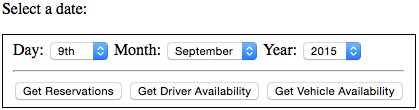 Select a date:
Day: 9th Month: September Year: 2015
Get Reservations Get Driver Availability Get Vehicle Availability